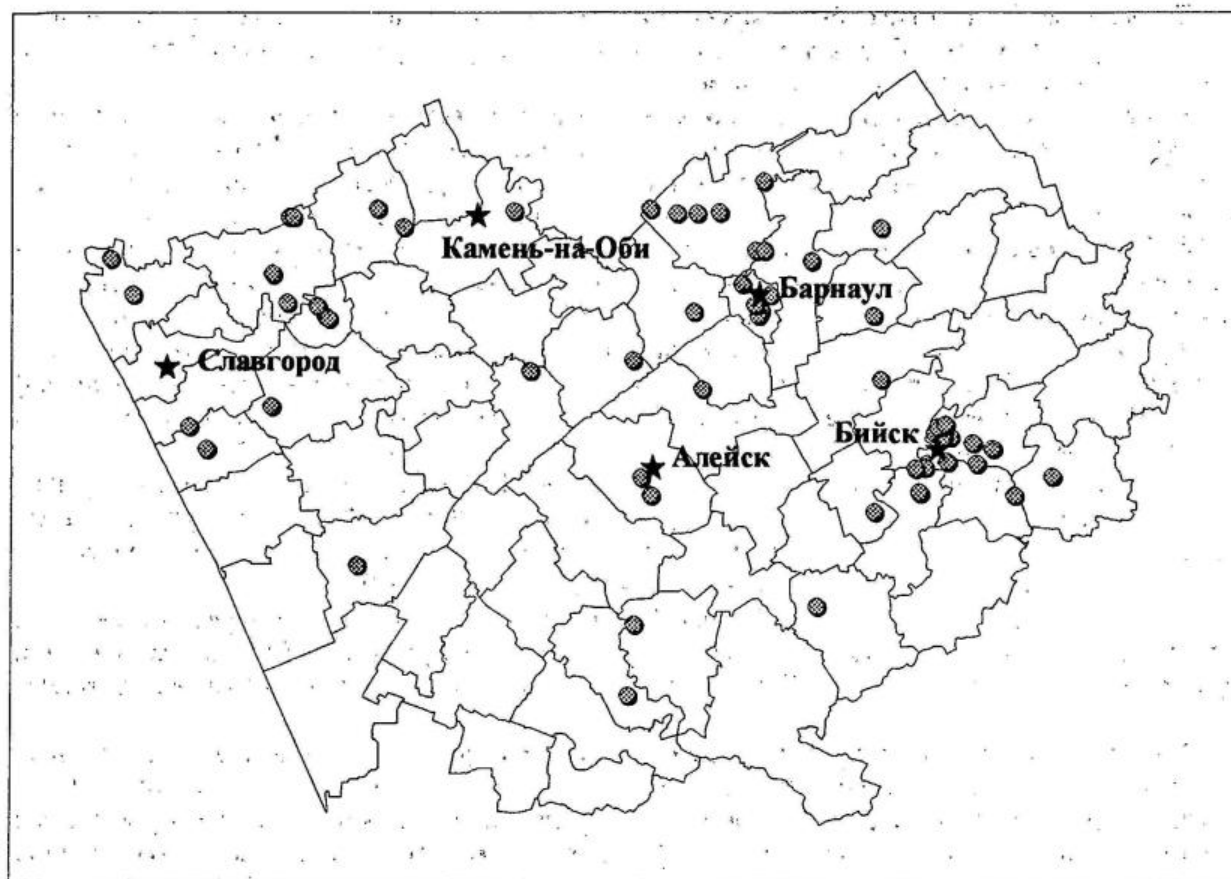 Камень-на-Оби
Барнаул
Славгород
Бийск
Алейск